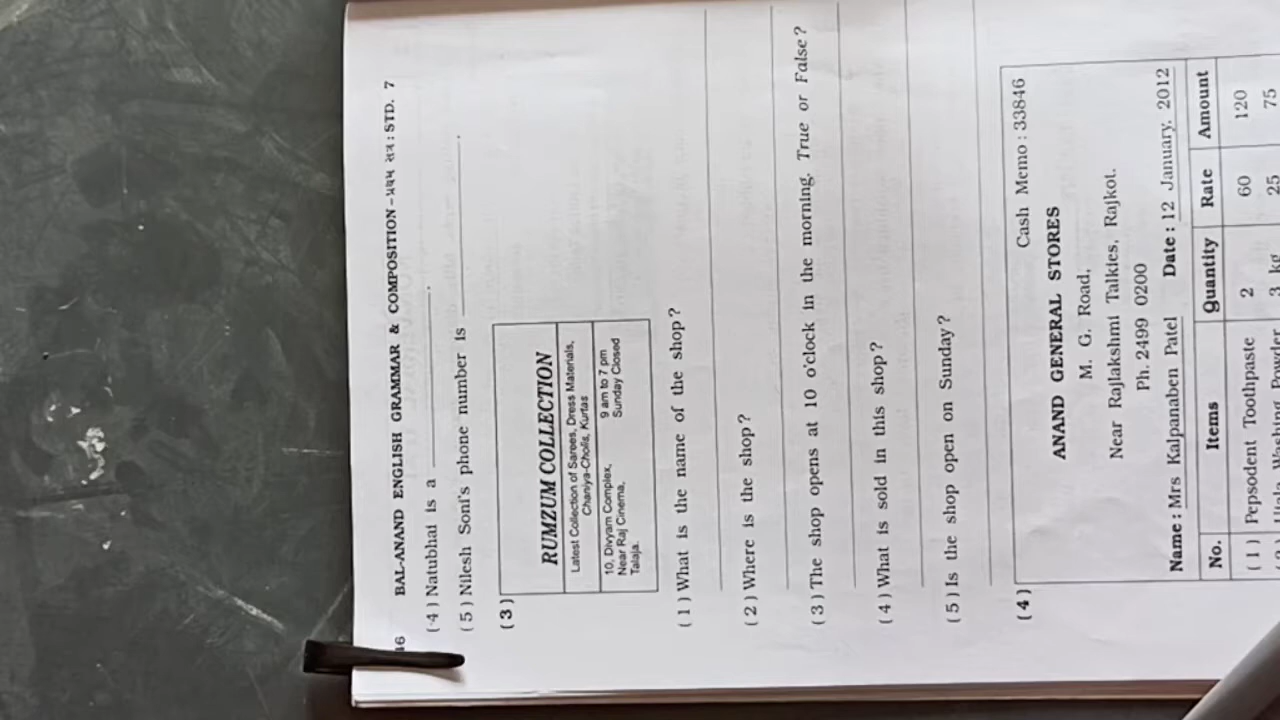 46 BAL-ANAND ENGLISH GRAMMAR & COMPOSITION – પ્રથમ સત્ર : STD. 7
( 4 ) Natubhai is a ____________.
( 5 ) Nilesh Soni's phone number is ____________.
( 3 )
RUMZUM COLLECTION
Latest Collection of Sarees, Dress Materials,
Chaniya-Cholis, Kurtas
10, Divyam Complex, 9 am to 7 pm
Near Raj Cinema, Sunday Closed
Talaja.
( 1 ) What is the name of the shop?
( 2 ) Where is the shop?
( 3 ) The shop opens at 10 o'clock in the morning. True or False?
( 4 ) What is sold in this shop?
( 5 ) Is the shop open on Sunday?
( 4 )
Cash Memo : 33846
ANAND GENERAL STORES
M. G. Road,
Near Rajlakshmi Talkies, Rajkot.
Ph. 2499 0200
Name : Mrs Kalpanaben Patel Date : 12 January, 2012
No. Items Quantity Rate Amount
( 1 ) Pepsodent Toothpaste 2 60 120
Washing Powder 3 kg 25 75